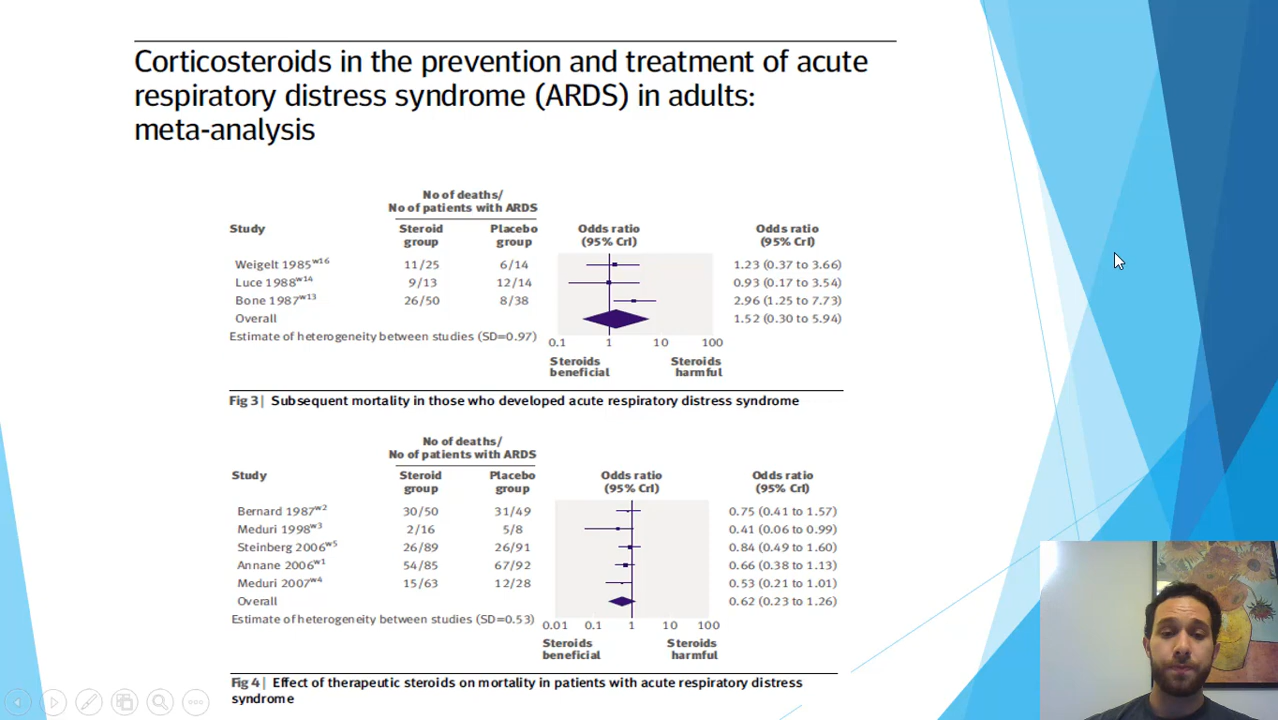 Corticosteroids in the prevention and treatment of acute
respiratory distress syndrome (ARDS) in adults:
meta-analysis
No of deaths/
No of patients with ARDS
Study Steroid group Placebo group Odds ratio (95% CrI) Odds ratio (95% CrI)
Weigelt 1985w16 11/25 6/14 1.23 (0.37 to 3.66)
Luce 1988w14 9/13 12/14 0.93 (0.17 to 3.54)
Bone 1987w13 26/50 8/38 2.96 (1.25 to 7.73)
Overall 1.52 (0.30 to 5.94)
Estimate of heterogeneity between studies (SD=0.97)
0.1 1 10 100
Steroids beneficial Steroids harmful
Fig 3| Subsequent mortality in those who developed acute respiratory distress syndrome
No of deaths/
No of patients with ARDS
Study Steroid group Placebo group Odds ratio (95% CrI) Odds ratio (95% CrI)
Bernard 1987w2 30/50 31/49 0.75 (0.41 to 1.57)
Meduri 1998w3 2/16 5/8 0.41 (0.06 to 0.99)
Steinberg 2006w5 26/89 26/91 0.84 (0.49 to 1.60)
Annane 2006w1 54/85 67/92 0.66 (0.38 to 1.13)
Meduri 2007w4 15/63 12/28 0.53 (0.21 to 1.01)
Overall 0.62 (0.23 to 1.26)
Estimate of heterogeneity between studies (SD=0.53)
0.01 0.1 1 10 100
Steroids beneficial Steroids harmful
Fig 4| Effect of therapeutic steroids on mortality in patients with acute respiratory distress
syndrome